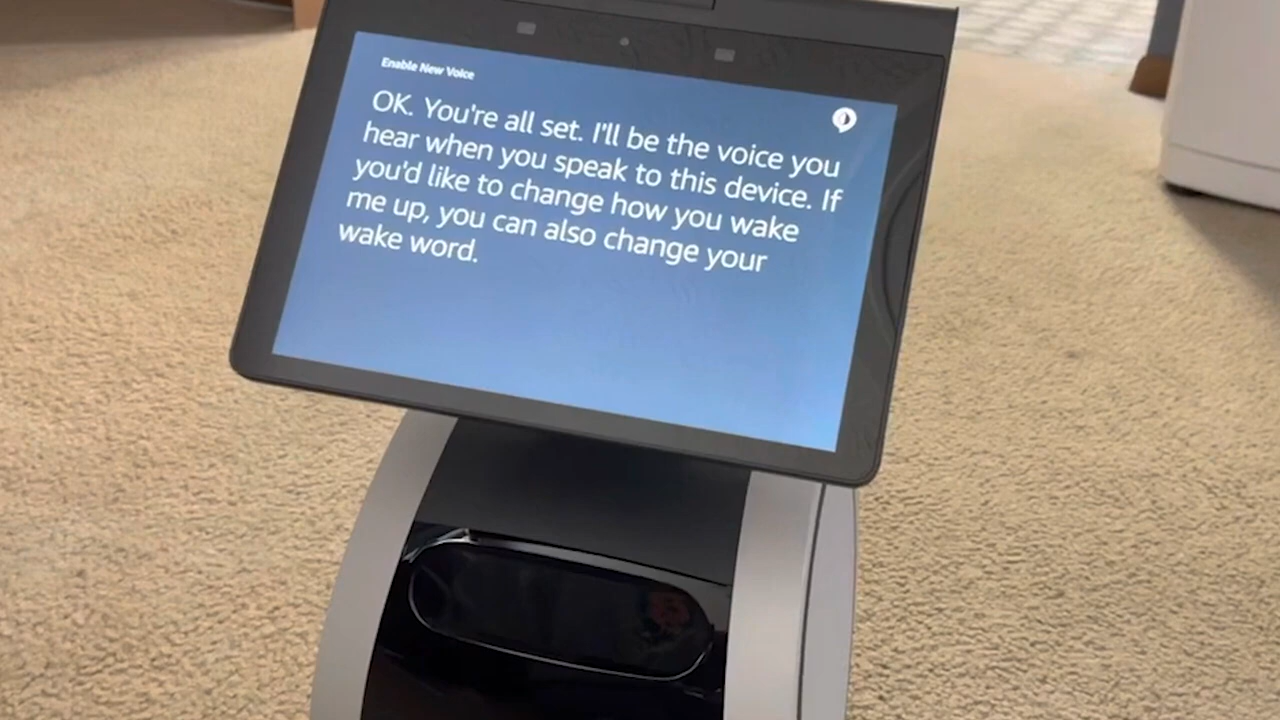 Enable New Voice
OK. You're all set. I'll be the voice you
hear when you speak to this device. If
you'd like to change how you wake
me up, you can also change your
wake word.